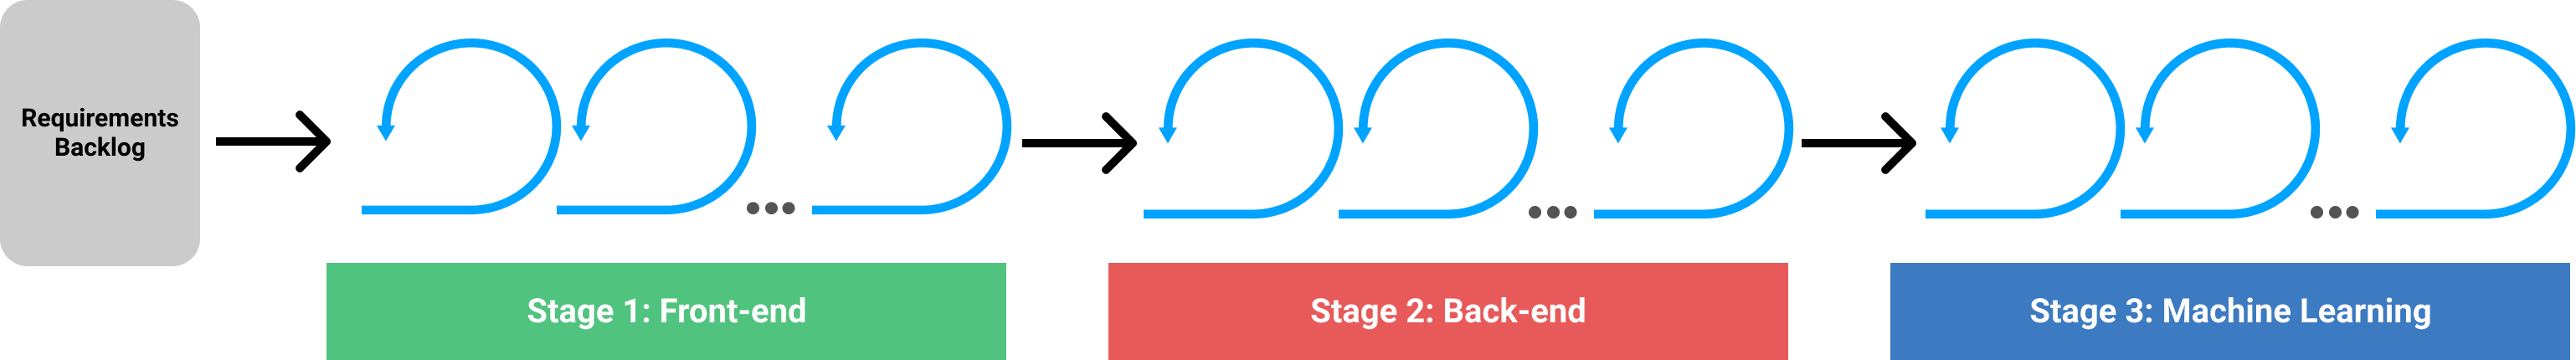 Requirements
Backlog
Stage 1: Front-end
Stage 2: Back-end
Stage 3: Machine Learning